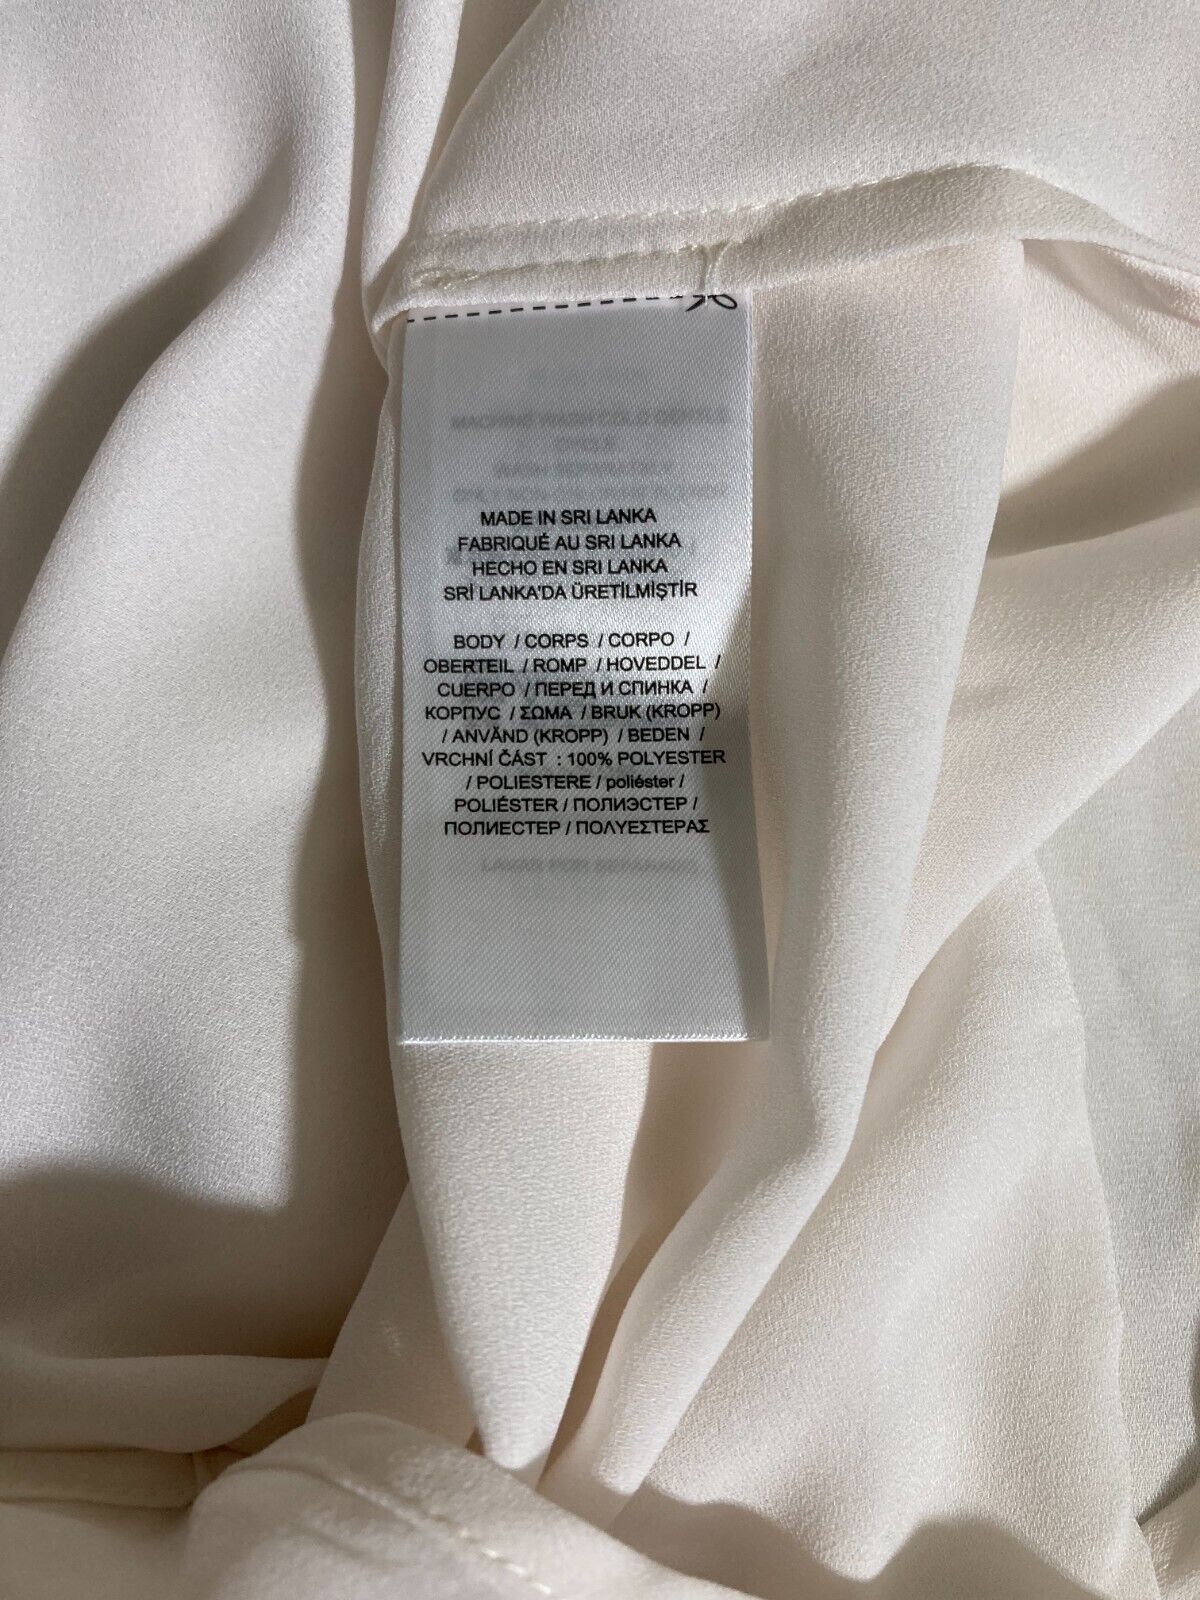 MADE IN SRI LANKA
FABRIQUÉ AU SRI LANKA
HECHO EN SRI LANKA
SRİ LANKA'DA ÜRETİLMİŞTİR
BODY / CORPS / CORPO /
OBERTEIL / ROMP / HOVEDDEL /
CUERPO / ПЕРЕД И СПИНКА /
КОРПУС / ΣΩΜΑ / BRUK (KROPP)
/ ANVÄND (KROPP) / BEDEN /
VRCHNÍ ČÁST : 100% POLYESTER
/ POLIESTERE / poliéster /
POLIÉSTER / ПОЛИЭСТЕР /
ПОЛИЕСТЕР / ΠΟΛΥΕΣΤΕΡΑΣ